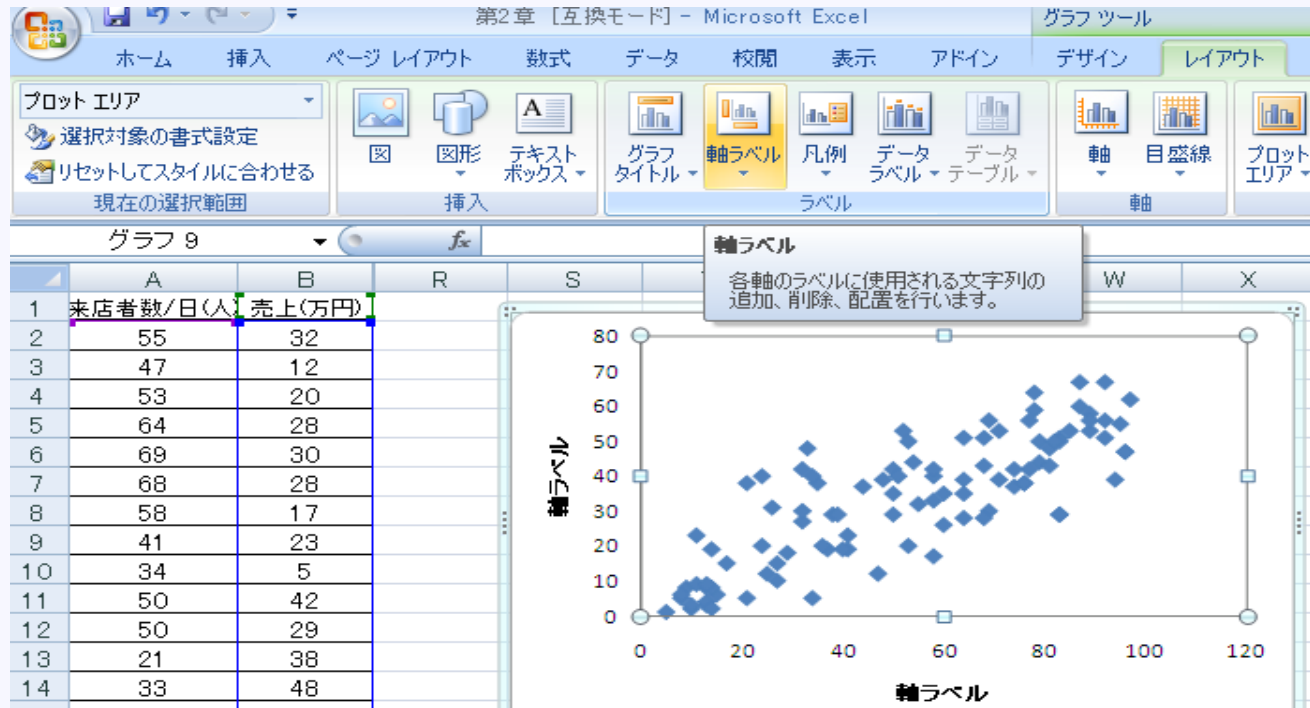 第2章 [互換モード] - Microsoft Excel
グラフ ツール
ホーム 挿入 ページ レイアウト 数式 データ 校閲 表示 アドイン デザイン レイアウト
プロット エリア
選択対象の書式設定
リセットしてスタイルに合わせる
現在の選択範囲
図 図形 テキスト
ボックス
挿入
グラフ
タイトル
軸ラベル
凡例
データ
ラベル
データ
テーブル
ラベル
軸 目盛線
軸
プロット
エリア
グラフ 9 fx
軸ラベル
各軸のラベルに使用される文字列の
追加、削除、配置を行います。
A B R S W X
1 来店者数/日(人) 売上(万円)
2 55 32
3 47 12
4 53 20
5 64 28
6 69 30
7 68 28
8 58 17
9 41 23
10 34 5
11 50 42
12 50 29
13 21 38
14 33 48
80
70
60
50
40
30
20
10
0
軸ラベル
0 20 40 60 80 100 120
軸ラベル